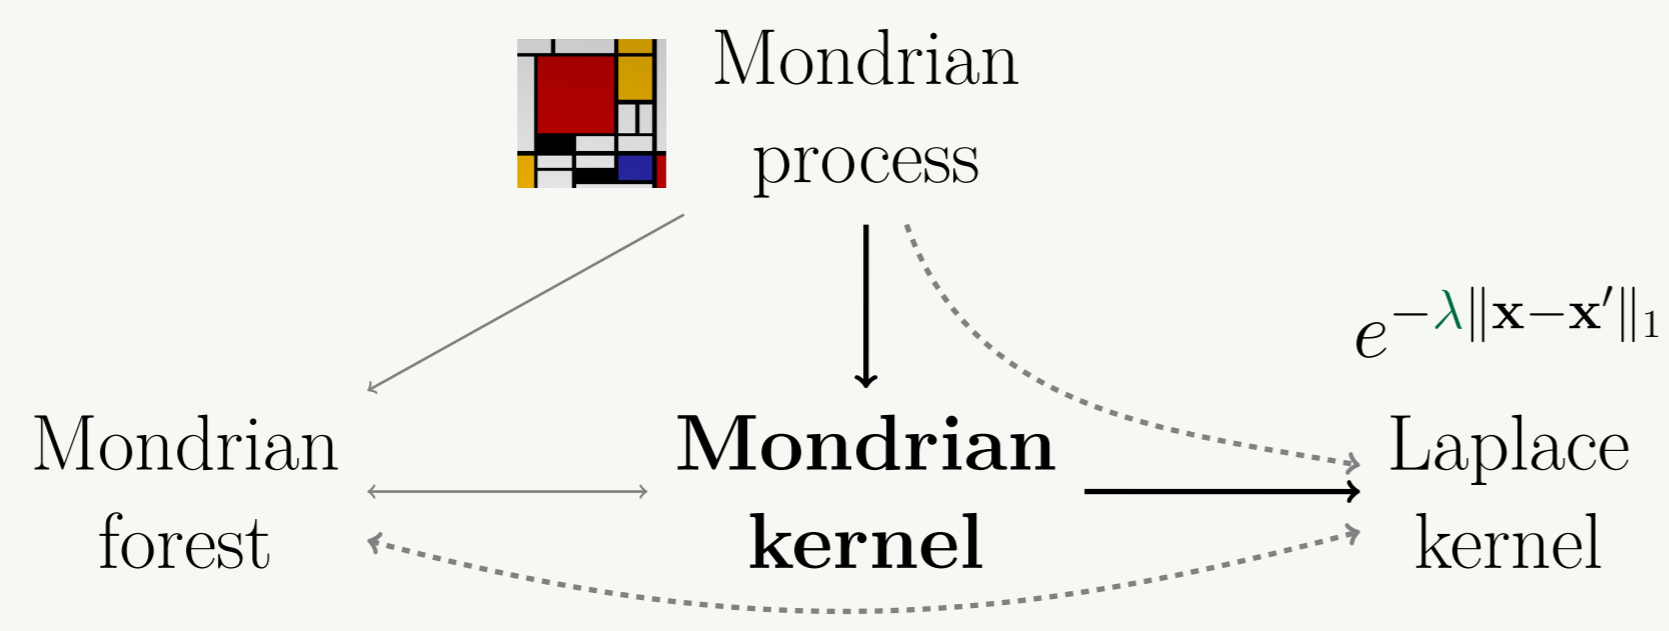 Mondrian
process
e^{-λ‖x−x′‖₁}
Mondrian
forest
Mondrian
kernel
Laplace
kernel